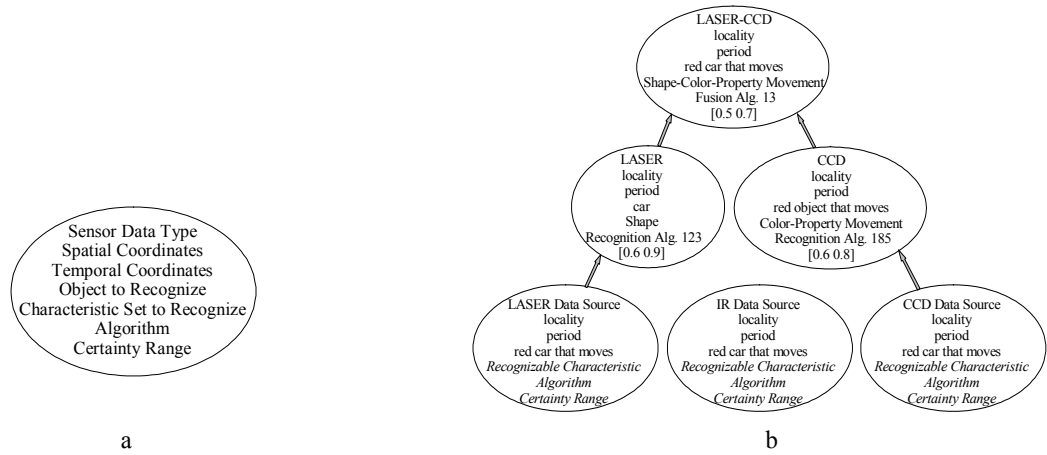 Sensor Data Type
Spatial Coordinates
Temporal Coordinates
Object to Recognize
Characteristic Set to Recognize
Algorithm
Certainty Range
a
LASER-CCD
locality
period
red car that moves
Shape-Color-Property Movement
Fusion Alg. 13
[0.5 0.7]
LASER
locality
period
car
Shape
Recognition Alg. 123
[0.6 0.9]
CCD
locality
period
red object that moves
Color-Property Movement
Recognition Alg. 185
[0.6 0.8]
LASER Data Source
locality
period
red car that moves
Recognizable Characteristic
Algorithm
Certainty Range
IR Data Source
locality
period
red car that moves
Recognizable Characteristic
Algorithm
Certainty Range
CCD Data Source
locality
period
red car that moves
Recognizable Characteristic
Algorithm
Certainty Range
b